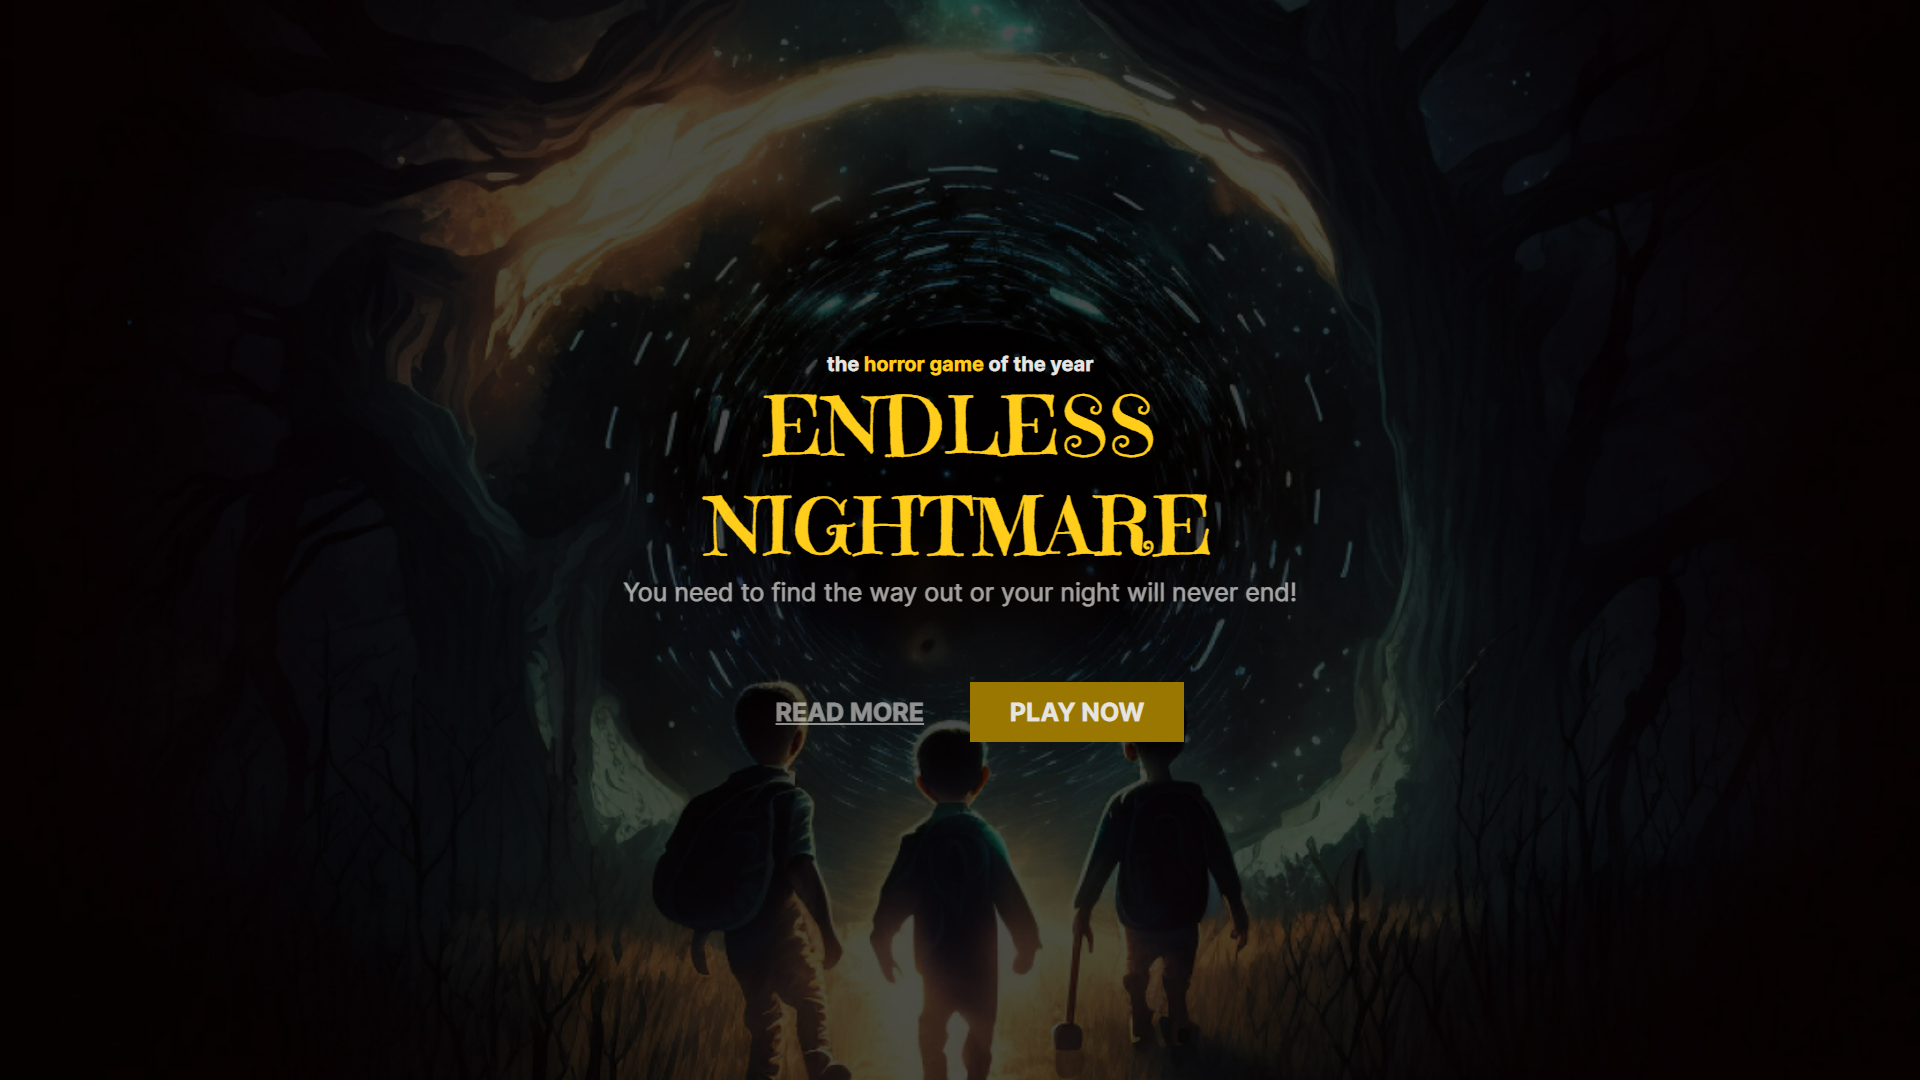 the horror game of the year
ENDLESS
NIGHTMARE
You need to find the way out or your night will never end!
READ MORE
PLAY NOW